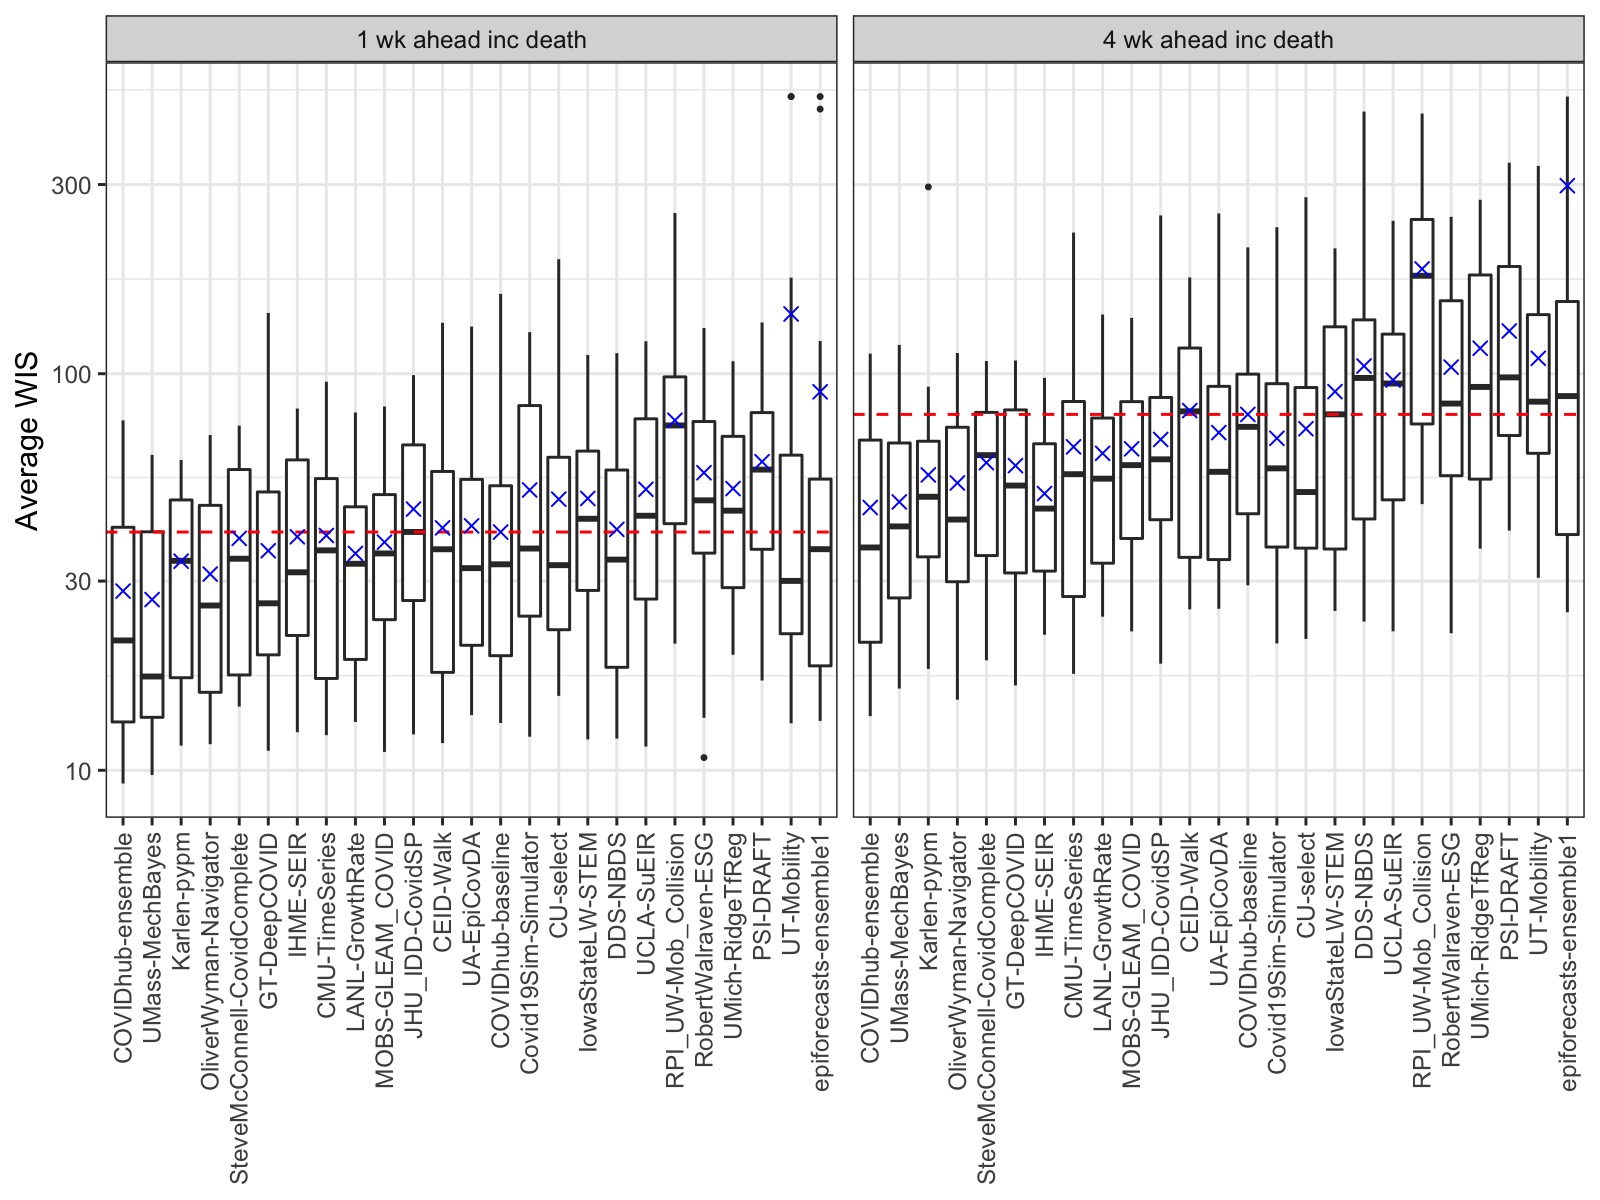 1 wk ahead inc death
4 wk ahead inc death
Average WIS
300
100
30
10
COVIDhub-ensemble
UMass-MechBayes
Karlen-pypm
OliverWyman-Navigator
SteveMcConnell-CovidComplete
GT-DeepCOVID
IHME-SEIR
CMU-TimeSeries
LANL-GrowthRate
MOBS-GLEAM_COVID
JHU_IDD-CovidSP
CEID-Walk
UA-EpiCovDA
COVIDhub-baseline
Covid19Sim-Simulator
CU-select
IowaStateLW-STEM
DDS-NBDS
UCLA-SuEIR
RPI_UW-Mob_Collision
RobertWalraven-ESG
UMich-RidgeTfReg
PSI-DRAFT
UT-Mobility
epiforecasts-ensemble1
COVIDhub-ensemble
UMass-MechBayes
Karlen-pypm
OliverWyman-Navigator
SteveMcConnell-CovidComplete
GT-DeepCOVID
IHME-SEIR
CMU-TimeSeries
LANL-GrowthRate
MOBS-GLEAM_COVID
JHU_IDD-CovidSP
CEID-Walk
UA-EpiCovDA
COVIDhub-baseline
Covid19Sim-Simulator
CU-select
IowaStateLW-STEM
DDS-NBDS
UCLA-SuEIR
RPI_UW-Mob_Collision
RobertWalraven-ESG
UMich-RidgeTfReg
PSI-DRAFT
UT-Mobility
epiforecasts-ensemble1